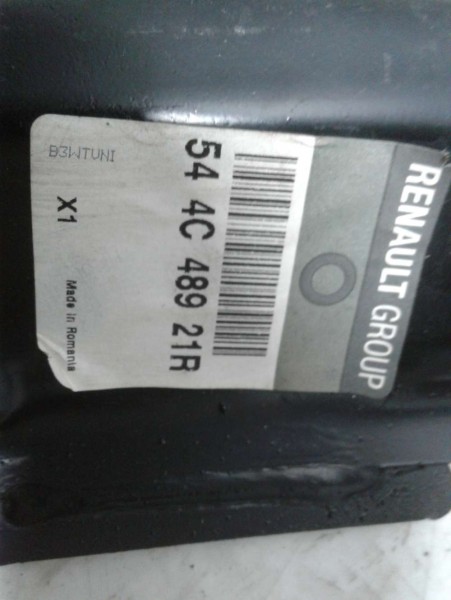 RENAULT GROUP
54 4C 489 21R
B3WTUNI
X1
Made in Romania